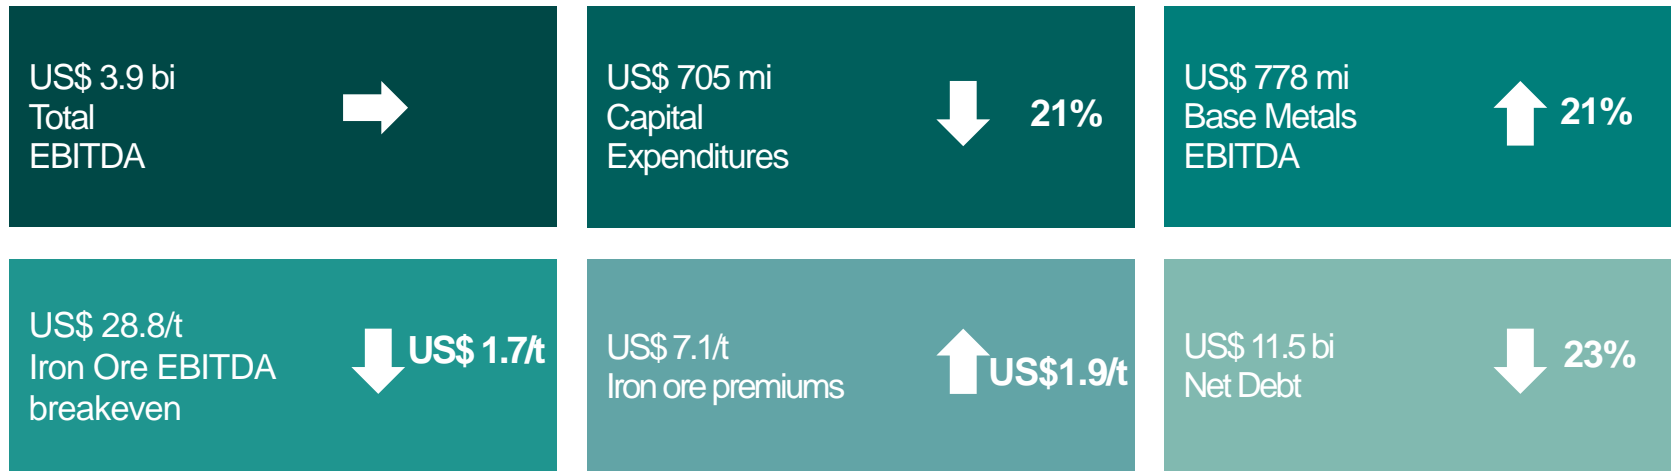 US$ 3.9 bi
Total
EBITDA
US$ 705 mi
Capital
Expenditures
21%
US$ 778 mi
Base Metals
EBITDA
21%
US$ 28.8/t
Iron Ore EBITDA
breakeven
US$ 1.7/t
US$ 7.1/t
Iron ore premiums
US$1.9/t
US$ 11.5 bi
Net Debt
23%